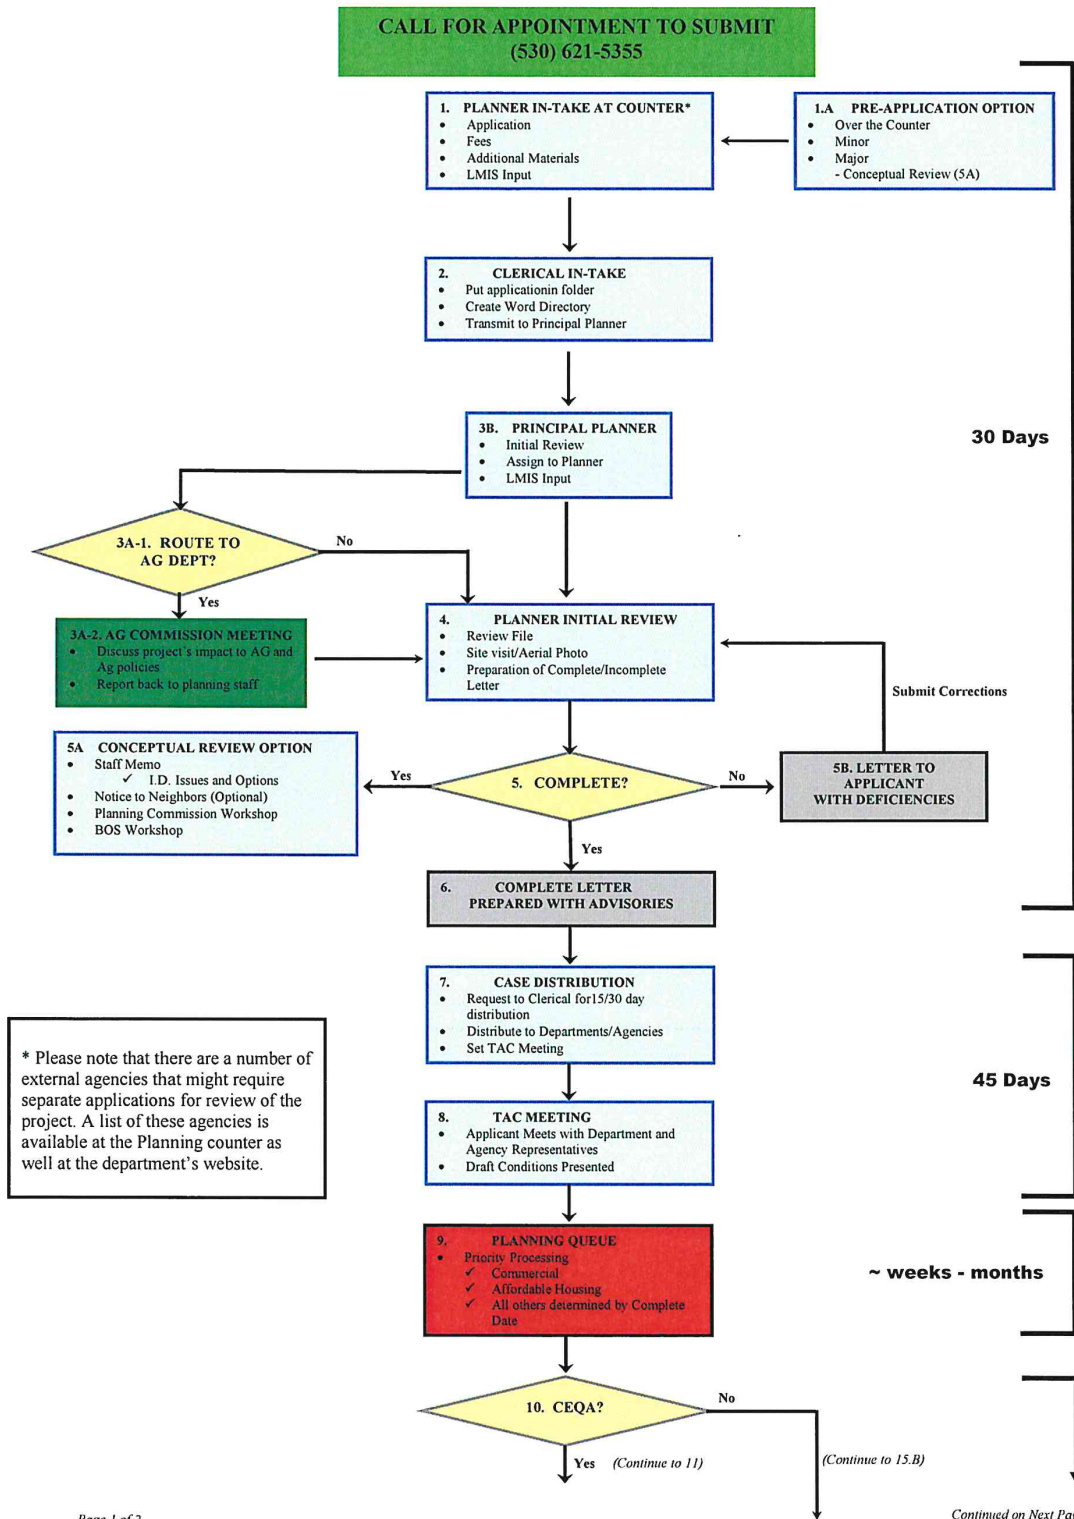 CALL FOR APPOINTMENT TO SUBMIT
(530) 621-5355
1. PLANNER IN-TAKE AT COUNTER*
• Application
• Fees
• Additional Materials
• LMIS Input
1.A PRE-APPLICATION OPTION
• Over the Counter
• Minor
• Major
- Conceptual Review (5A)
2. CLERICAL IN-TAKE
• Put applicationin folder
• Create Word Directory
• Transmit to Principal Planner
3B. PRINCIPAL PLANNER
• Initial Review
• Assign to Planner
• LMIS Input
30 Days
3A-1. ROUTE TO
AG DEPT?
No
Yes
3A-2. AG COMMISSION MEETING
• Discuss project's impact to AG and
Ag policies
• Report back to planning staff
4. PLANNER INITIAL REVIEW
• Review File
• Site visit/Aerial Photo
• Preparation of Complete/Incomplete
Letter
Submit Corrections
5A CONCEPTUAL REVIEW OPTION
• Staff Memo
✓ I.D. Issues and Options
• Notice to Neighbors (Optional)
• Planning Commission Workshop
• BOS Workshop
Yes
5. COMPLETE?
No
5B. LETTER TO
APPLICANT
WITH DEFICIENCIES
Yes
6. COMPLETE LETTER
PREPARED WITH ADVISORIES
7. CASE DISTRIBUTION
• Request to Clerical for15/30 day
distribution
• Distribute to Departments/Agencies
• Set TAC Meeting
* Please note that there are a number of
external agencies that might require
separate applications for review of the
project. A list of these agencies is
available at the Planning counter as
well at the department's website.
45 Days
8. TAC MEETING
• Applicant Meets with Department and
Agency Representatives
• Draft Conditions Presented
9. PLANNING QUEUE
• Priority Processing
✓ Commercial
✓ Affordable Housing
✓ All others determined by Complete
Date
~ weeks - months
10. CEQA?
No
Yes (Continue to 11)
(Continue to 15.B)
Page 1 of 2
Continued on Next Pa